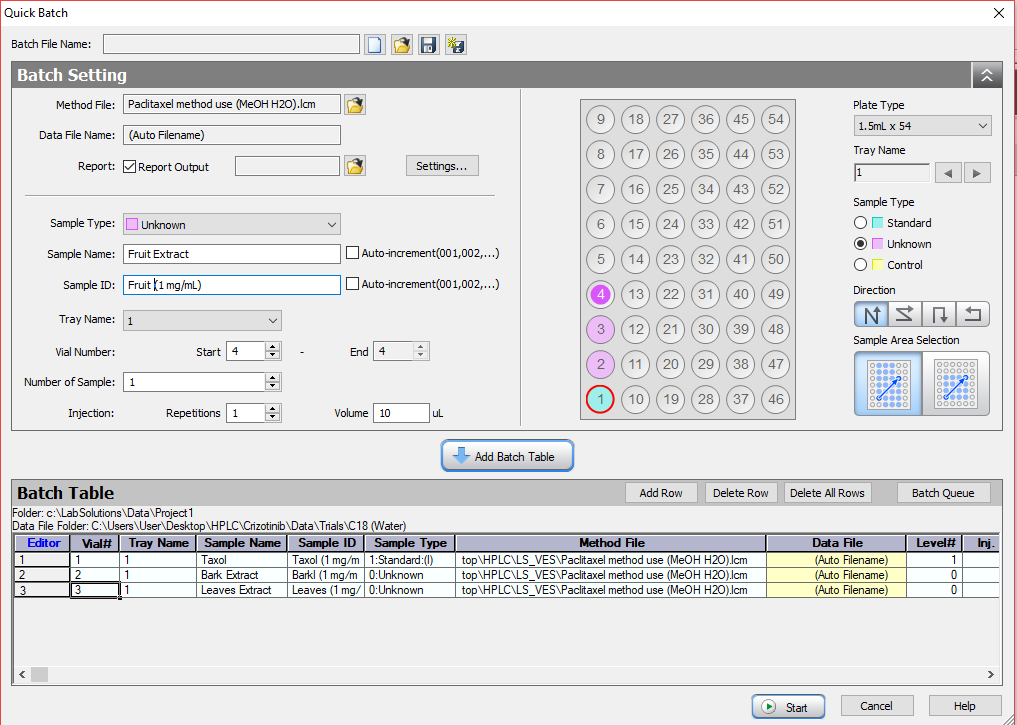 Quick Batch
Batch File Name:
Batch Setting
Method File: Paclitaxel method use (MeOH H2O).lcm
Data File Name: (Auto Filename)
Report: Report Output Settings...
Sample Type: Unknown
Sample Name: Fruit Extract Auto-increment(001,002,...)
Sample ID: Fruit (1 mg/mL) Auto-increment(001,002,...)
Tray Name: 1
Vial Number: Start 4 - End 4
Number of Sample: 1
Injection: Repetitions 1 Volume 10 uL
9 18 27 36 45 54
8 17 26 35 44 53
7 16 25 34 43 52
6 15 24 33 42 51
5 14 23 32 41 50
4 13 22 31 40 49
3 12 21 30 39 48
2 11 20 29 38 47
1 10 19 28 37 46
Plate Type
1.5mL x 54
Tray Name
1
Sample Type
Standard
Unknown
Control
Direction
Sample Area Selection
Add Batch Table
Batch Table Add Row Delete Row Delete All Rows Batch Queue
Folder: c:\LabSolutions\Data\Project1
Data File Folder: C:\Users\User\Desktop\HPLC\Crizotinib\Data\Trials\C18 (Water)
Editor Vial# Tray Name Sample Name Sample ID Sample Type Method File Data File Level# Inj.
1 1 1 Taxol Taxol (1 mg/m 1:Standard:(I) top\HPLC\LS_VES\Paclitaxel method use (MeOH H2O).lcm (Auto Filename) 1
2 2 1 Bark Extract Barkl (1 mg/m 0:Unknown top\HPLC\LS_VES\Paclitaxel method use (MeOH H2O).lcm (Auto Filename) 0
3 3 1 Leaves Extract Leaves (1 mg/ 0:Unknown top\HPLC\LS_VES\Paclitaxel method use (MeOH H2O).lcm (Auto Filename) 0
Start Cancel Help